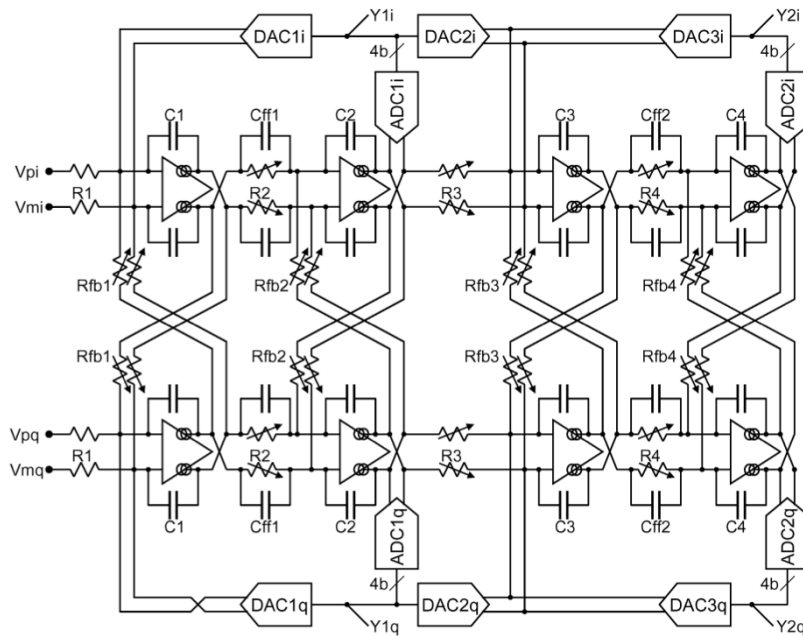 Y1i
Y2i
DAC1i
DAC2i
DAC3i
4b
4b
ADC1i
ADC2i
C1
Cff1
C2
C3
Cff2
C4
Vpi
Vmi
R1
R2
R3
R4
Rfb1
Rfb2
Rfb3
Rfb4
Rfb1
Rfb2
Rfb3
Rfb4
Vpq
Vmq
R1
R2
R3
R4
C1
Cff1
C2
C3
Cff2
C4
ADC1q
ADC2q
4b
4b
DAC1q
DAC2q
DAC3q
Y1q
Y2q